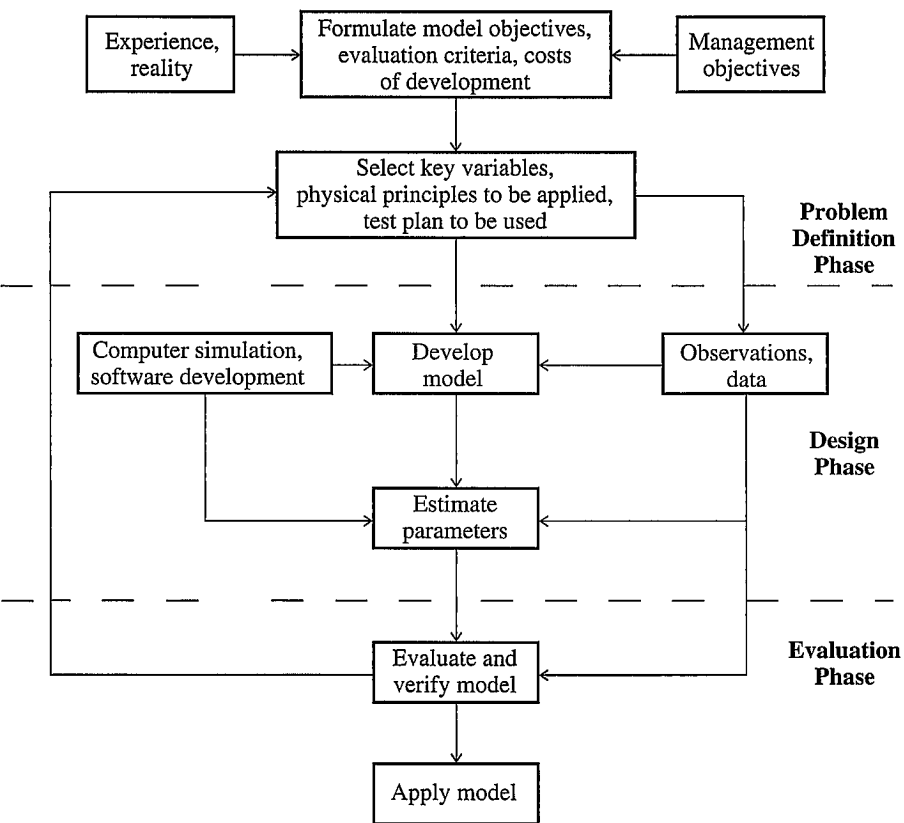 Experience,
reality
Formulate model objectives,
evaluation criteria, costs
of development
Management
objectives
Select key variables,
physical principles to be applied,
test plan to be used
Problem
Definition
Phase
Computer simulation,
software development
Develop
model
Observations,
data
Design
Phase
Estimate
parameters
Evaluate and
verify model
Evaluation
Phase
Apply model